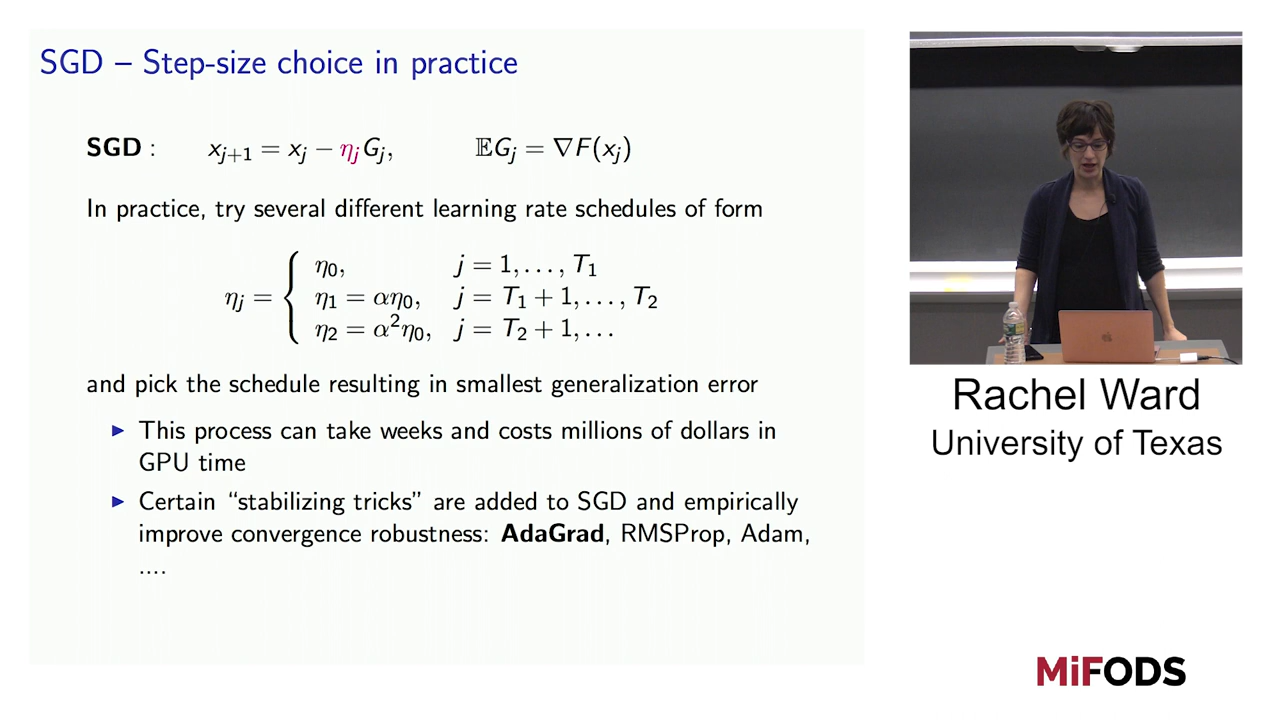 SGD – Step-size choice in practice
SGD : x_{j+1} = x_j − η_j G_j, 𝔼G_j = ∇F(x_j)
In practice, try several different learning rate schedules of form
η_j = { η_0, j = 1, . . . , T_1
η_1 = αη_0, j = T_1 + 1, . . . , T_2
η_2 = α²η_0, j = T_2 + 1, . . .
and pick the schedule resulting in smallest generalization error
▶ This process can take weeks and costs millions of dollars in
GPU time
▶ Certain “stabilizing tricks” are added to SGD and empirically
improve convergence robustness: AdaGrad, RMSProp, Adam,
....
Rachel Ward
University of Texas
MiFODS